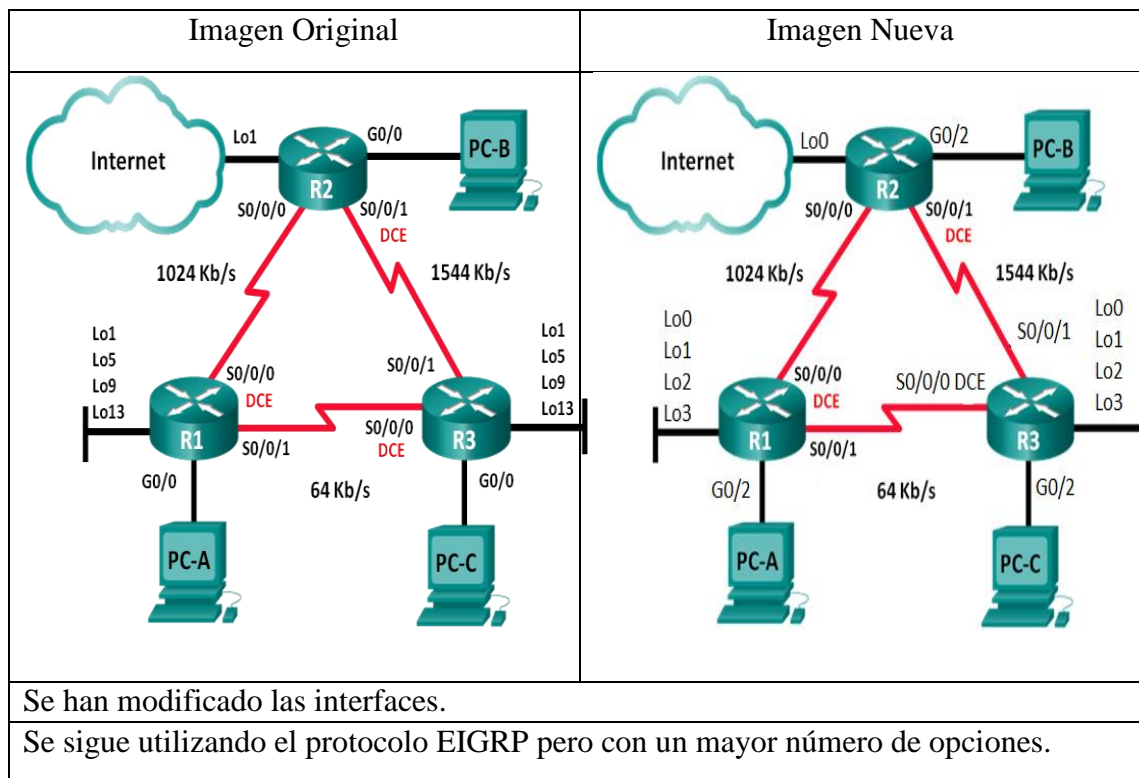 Imagen Original
Imagen Nueva
Internet
Lo1
G0/0
PC-B
R2
S0/0/0
S0/0/1
DCE
1024 Kb/s
1544 Kb/s
Lo1
Lo5
Lo9
Lo13
S0/0/0
DCE
S0/0/1
Lo1
Lo5
Lo9
Lo13
R1
S0/0/1
S0/0/0
DCE
R3
G0/0
64 Kb/s
G0/0
PC-A
PC-C
Internet
Lo0
G0/2
PC-B
R2
S0/0/0
S0/0/1
DCE
1024 Kb/s
1544 Kb/s
Lo0
Lo1
Lo2
Lo3
S0/0/1
Lo0
Lo1
Lo2
Lo3
S0/0/0
DCE
S0/0/0 DCE
R1
S0/0/1
R3
G0/2
64 Kb/s
G0/2
PC-A
PC-C
Se han modificado las interfaces.
Se sigue utilizando el protocolo EIGRP pero con un mayor número de opciones.